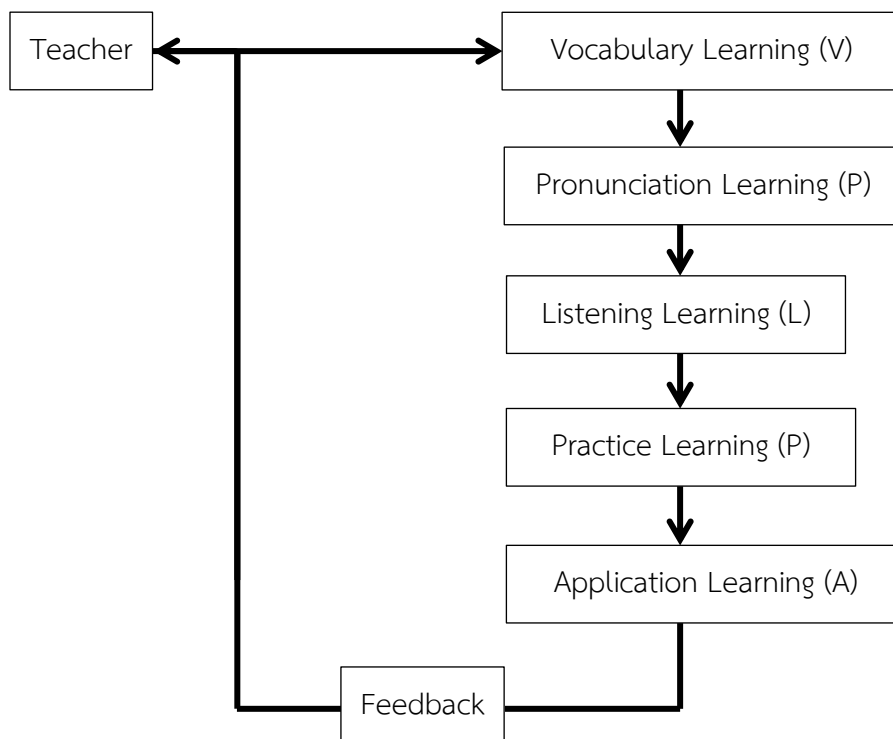 Teacher
Vocabulary Learning (V)
Pronunciation Learning (P)
Listening Learning (L)
Practice Learning (P)
Application Learning (A)
Feedback